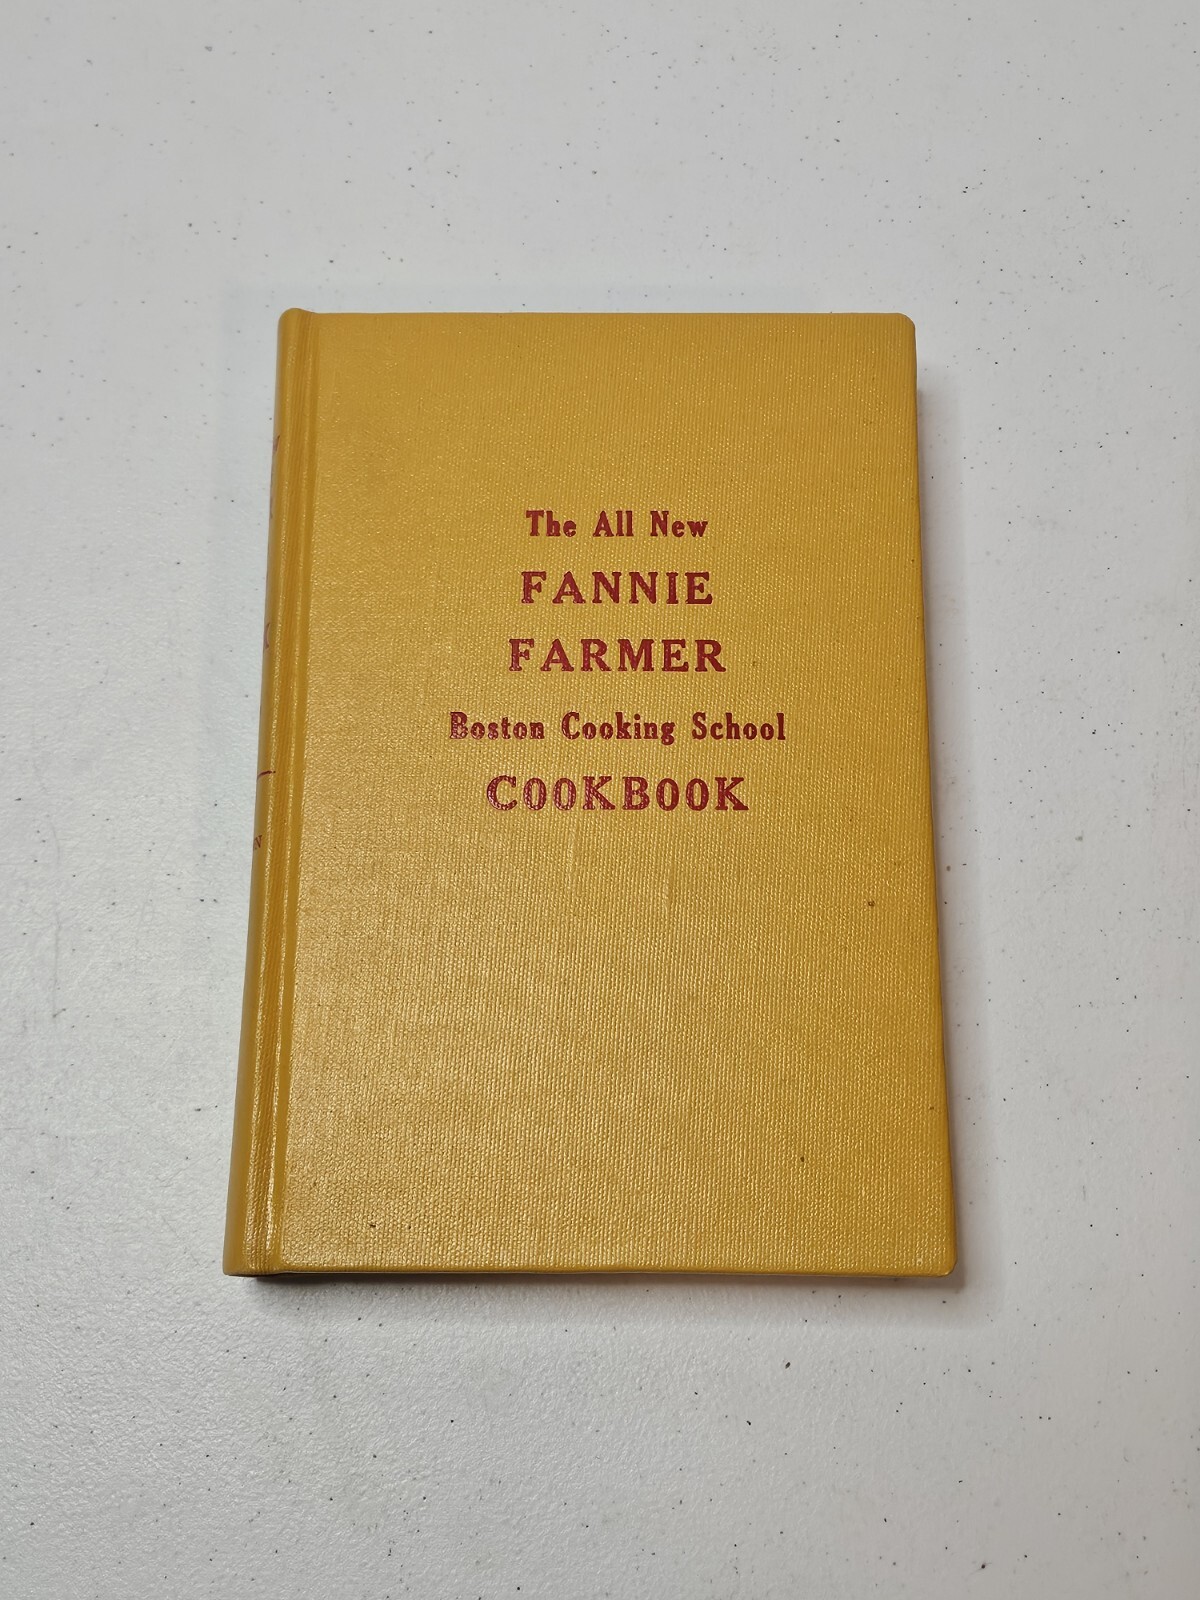 The All New
FANNIE
FARMER
Boston Cooking School
COOKBOOK